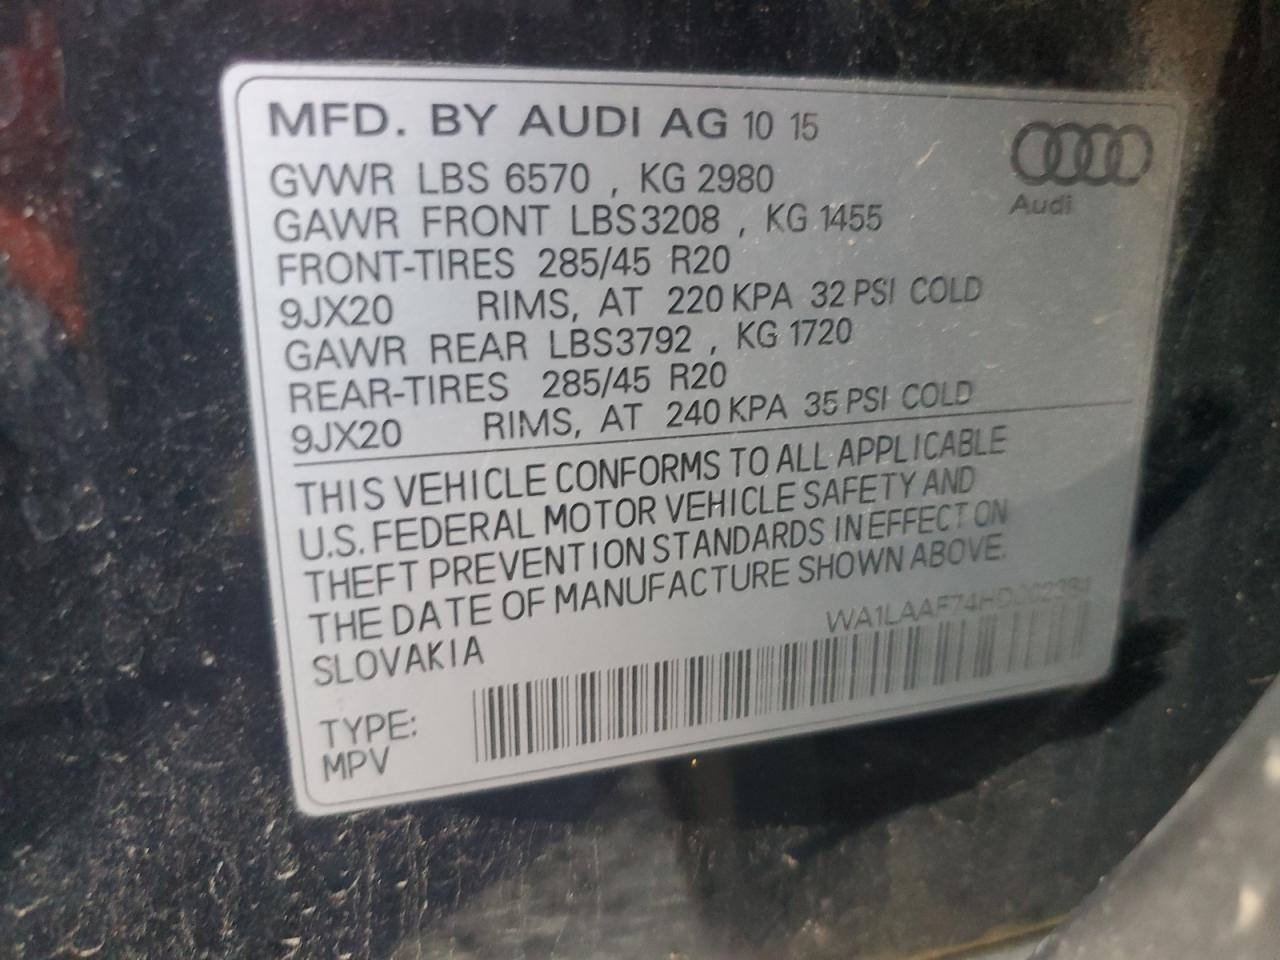 MFD. BY AUDI AG 10 15
Audi
GVWR LBS 6570 , KG 2980
GAWR FRONT LBS3208 , KG 1455
FRONT-TIRES 285/45 R20
9JX20 RIMS, AT 220 KPA 32 PSI COLD
GAWR REAR LBS3792 , KG 1720
REAR-TIRES 285/45 R20
9JX20 RIMS, AT 240 KPA 35 PSI COLD
THIS VEHICLE CONFORMS TO ALL APPLICABLE
U.S. FEDERAL MOTOR VEHICLE SAFETY AND
THEFT PREVENTION STANDARDS IN EFFECT ON
THE DATE OF MANUFACTURE SHOWN ABOVE.
SLOVAKIA
TYPE:
MPV